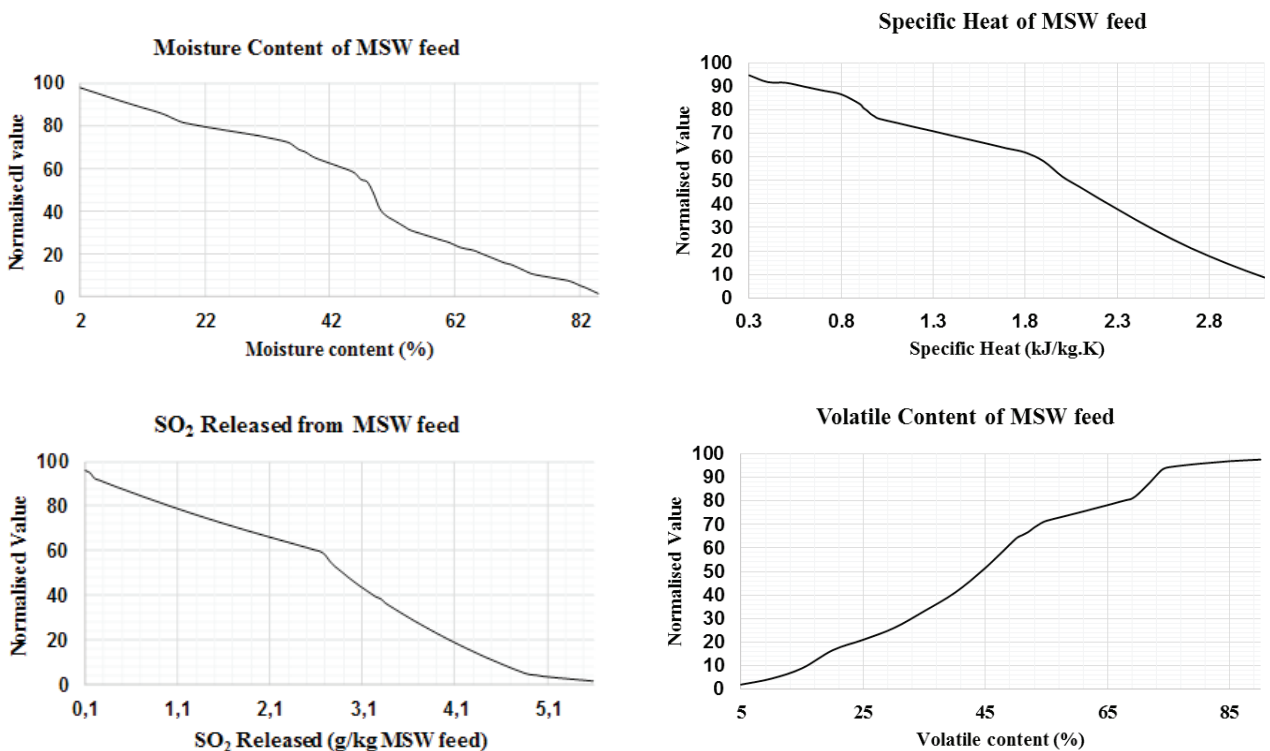 Moisture Content of MSW feed
Normalisedl value
100
80
60
40
20
0
2 22 42 62 82
Moisture content (%)
Specific Heat of MSW feed
Normalised Value
100
90
80
70
60
50
40
30
20
10
0
0.3 0.8 1.3 1.8 2.3 2.8
Specific Heat (kJ/kg.K)
SO₂ Released from MSW feed
Normalised Value
100
80
60
40
20
0
0,1 1,1 2,1 3,1 4,1 5,1
SO₂ Released (g/kg MSW feed)
Volatile Content of MSW feed
Normalised Value
100
90
80
70
60
50
40
30
20
10
0
5 25 45 65 85
Volatile content (%)